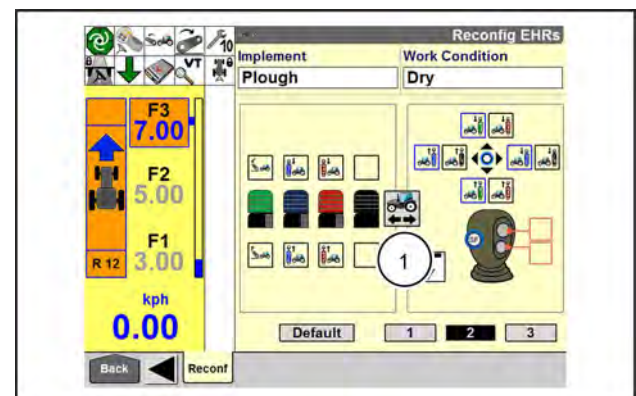 Reconfig EHRs
10
VT
Implement
Work Condition
Plough
Dry
F3
7.00
F2
5.00
F1
3.00
R 12
kph
0.00
1
SF
Default
1
2
3
Back
Reconf